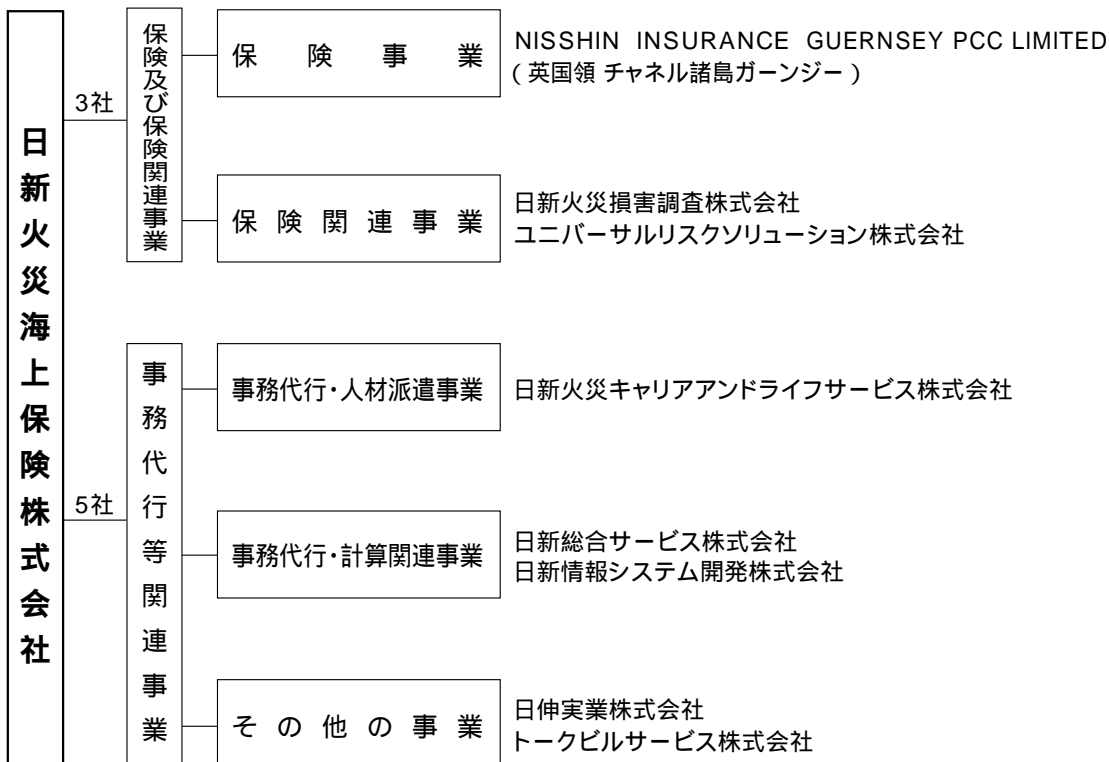 日新火災海上保険株式会社
3社
保険及び保険関連事業
保険事業
NISSHIN INSURANCE GUERNSEY PCC LIMITED
(英国領 チャネル諸島ガーンジー)
保険関連事業
日新火災損害調査株式会社
ユニバーサルリスクソリューション株式会社
5社
事務代行等関連事業
事務代行・人材派遣事業
日新火災キャリアアンドライフサービス株式会社
事務代行・計算関連事業
日新総合サービス株式会社
日新情報システム開発株式会社
その他の事業
日伸実業株式会社
トークビルサービス株式会社